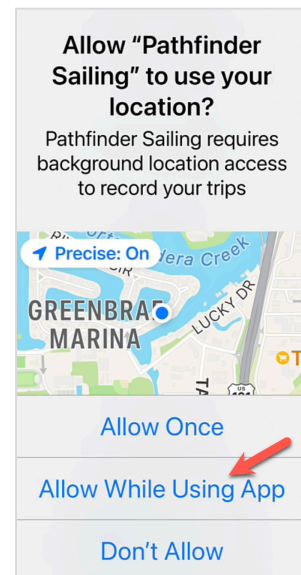 Allow “Pathfinder
Sailing” to use your
location?
Pathfinder Sailing requires
background location access
to record your trips
Precise: On
dera Creek
GREENBRAE
MARINA
LUCKY DR
US
Allow Once
Allow While Using App
Don’t Allow